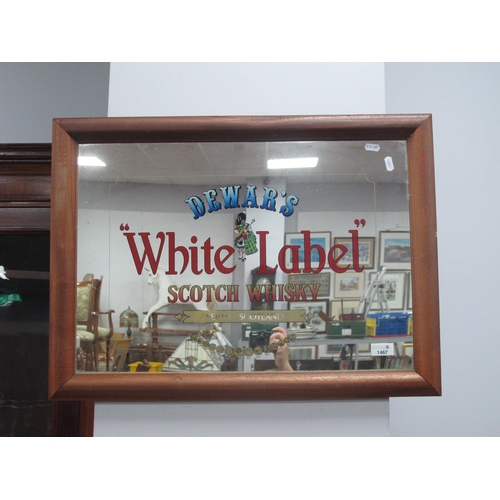 DEWAR'S
"White Label"
SCOTCH WHISKY
SCOTLAND
1467